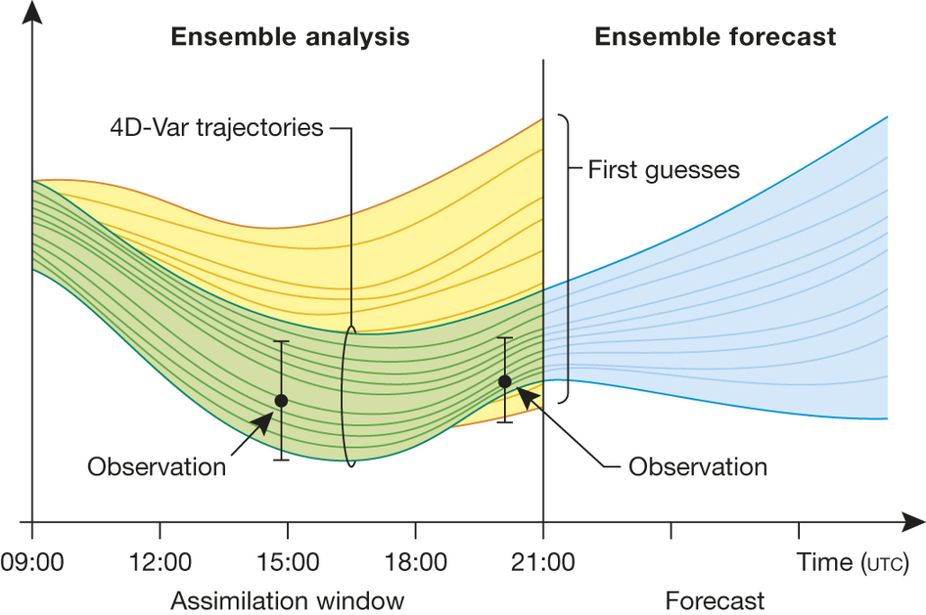 Ensemble analysis
Ensemble forecast
4D-Var trajectories
First guesses
Observation
Observation
09:00
12:00
15:00
18:00
21:00
Time (UTC)
Assimilation window
Forecast